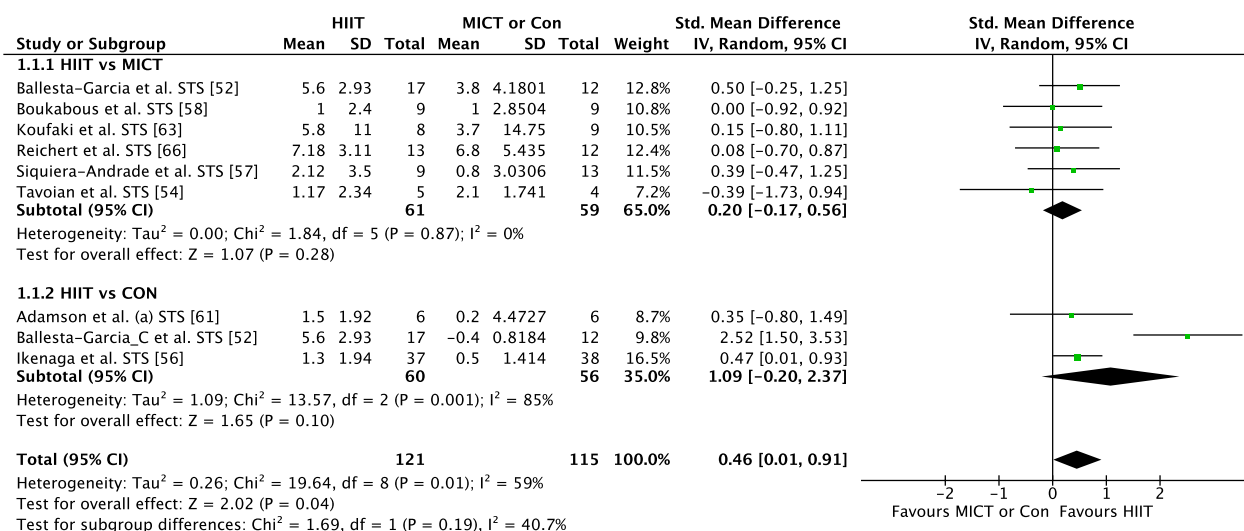 HIIT MICT or Con Std. Mean Difference Std. Mean Difference
Study or Subgroup Mean SD Total Mean SD Total Weight IV, Random, 95% CI IV, Random, 95% CI
1.1.1 HIIT vs MICT
Ballesta-Garcia et al. STS [52] 5.6 2.93 17 3.8 4.1801 12 12.8% 0.50 [-0.25, 1.25]
Boukabous et al. STS [58] 1 2.4 9 1 2.8504 9 10.8% 0.00 [-0.92, 0.92]
Koufaki et al. STS [63] 5.8 11 8 3.7 14.75 9 10.5% 0.15 [-0.80, 1.11]
Reichert et al. STS [66] 7.18 3.11 13 6.8 5.435 12 12.4% 0.08 [-0.70, 0.87]
Siquiera-Andrade et al. STS [57] 2.12 3.5 9 0.8 3.0306 13 11.5% 0.39 [-0.47, 1.25]
Tavoian et al. STS [54] 1.17 2.34 5 2.1 1.741 4 7.2% -0.39 [-1.73, 0.94]
Subtotal (95% CI) 61 59 65.0% 0.20 [-0.17, 0.56]
Heterogeneity: Tau² = 0.00; Chi² = 1.84, df = 5 (P = 0.87); I² = 0%
Test for overall effect: Z = 1.07 (P = 0.28)
1.1.2 HIIT vs CON
Adamson et al. (a) STS [61] 1.5 1.92 6 0.2 4.4727 6 8.7% 0.35 [-0.80, 1.49]
Ballesta-Garcia_C et al. STS [52] 5.6 2.93 17 -0.4 0.8184 12 9.8% 2.52 [1.50, 3.53]
Ikenaga et al. STS [56] 1.3 1.94 37 0.5 1.414 38 16.5% 0.47 [0.01, 0.93]
Subtotal (95% CI) 60 56 35.0% 1.09 [-0.20, 2.37]
Heterogeneity: Tau² = 1.09; Chi² = 13.57, df = 2 (P = 0.001); I² = 85%
Test for overall effect: Z = 1.65 (P = 0.10)
Total (95% CI) 121 115 100.0% 0.46 [0.01, 0.91]
Heterogeneity: Tau² = 0.26; Chi² = 19.64, df = 8 (P = 0.01); I² = 59%
Test for overall effect: Z = 2.02 (P = 0.04)
Test for subgroup differences: Chi² = 1.69, df = 1 (P = 0.19), I² = 40.7%
-2 -1 0 1 2
Favours MICT or Con Favours HIIT